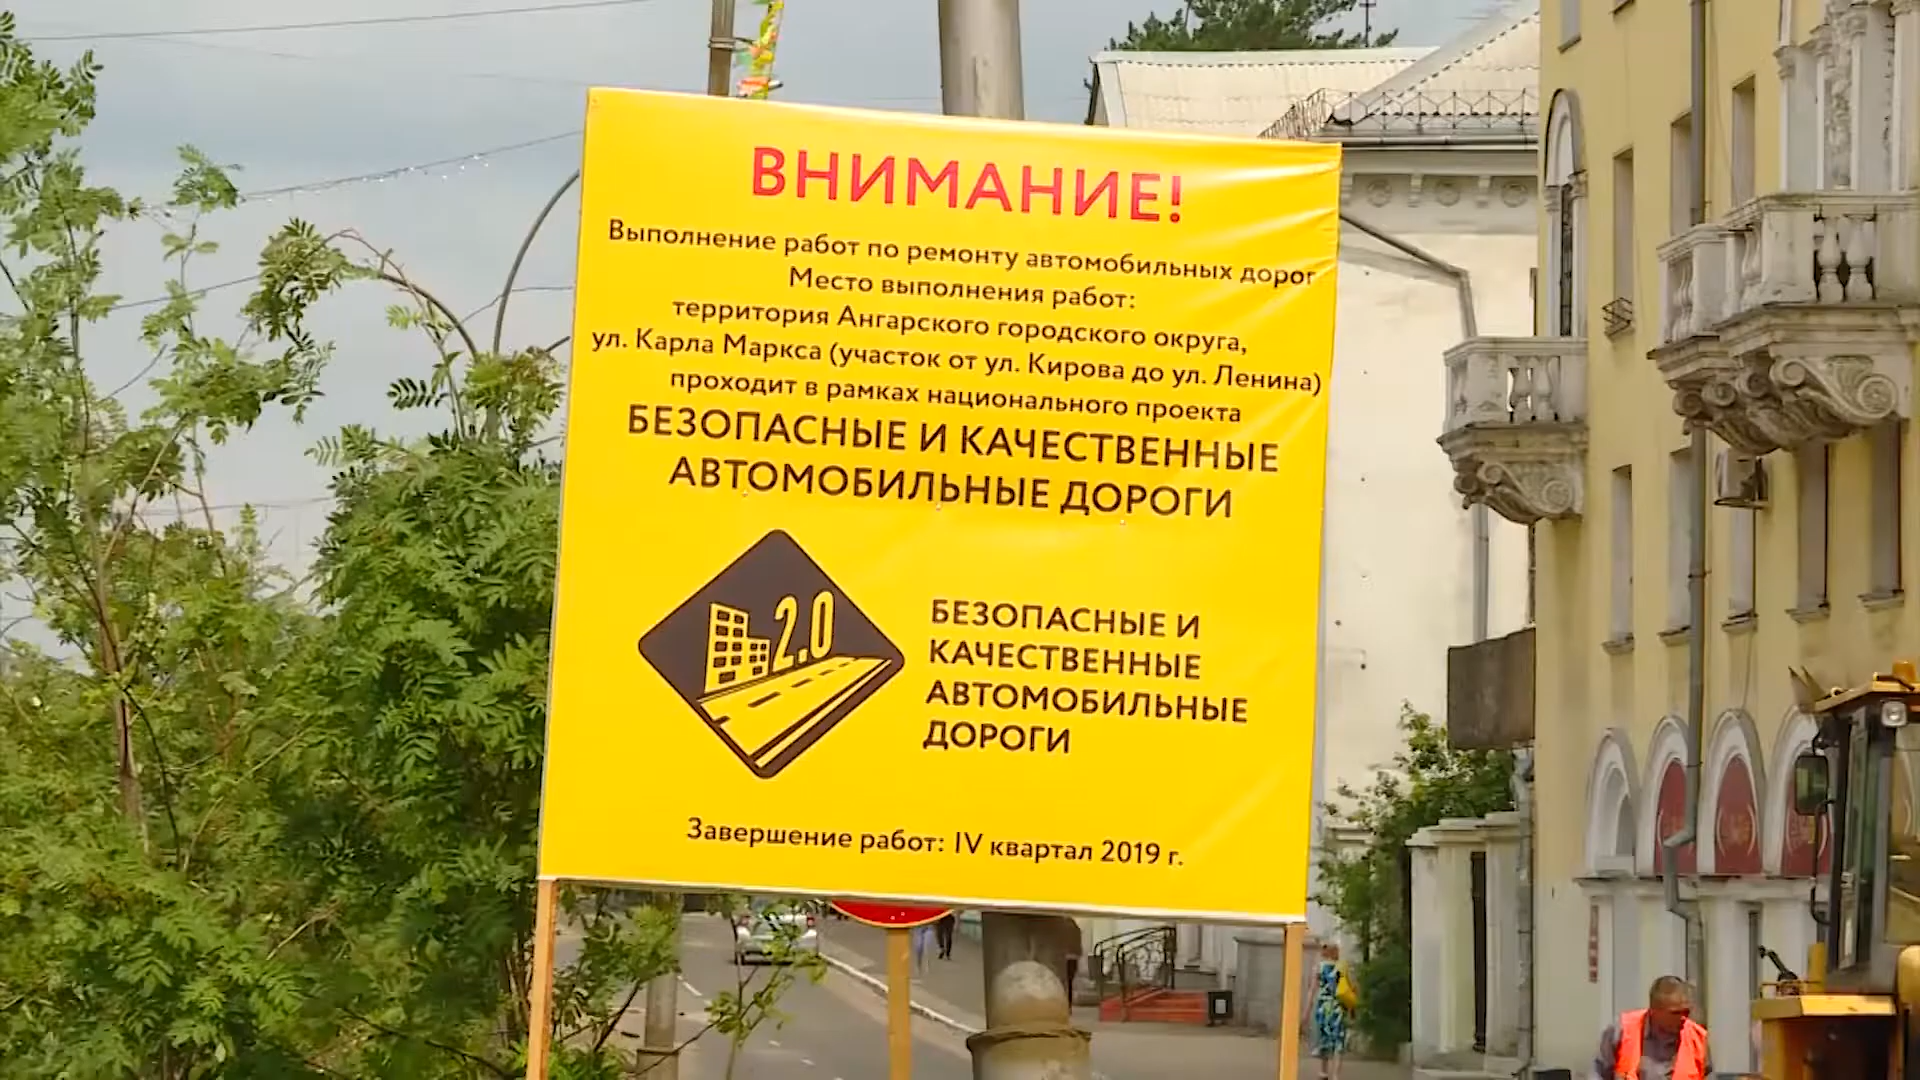 ВНИМАНИЕ!
Выполнение работ по ремонту автомобильных дорог
Место выполнения работ:
территория Ангарского городского округа,
ул. Карла Маркса (участок от ул. Кирова до ул. Ленина)
проходит в рамках национального проекта
БЕЗОПАСНЫЕ И КАЧЕСТВЕННЫЕ
АВТОМОБИЛЬНЫЕ ДОРОГИ
2.0
БЕЗОПАСНЫЕ И
КАЧЕСТВЕННЫЕ
АВТОМОБИЛЬНЫЕ
ДОРОГИ
Завершение работ: IV квартал 2019 г.